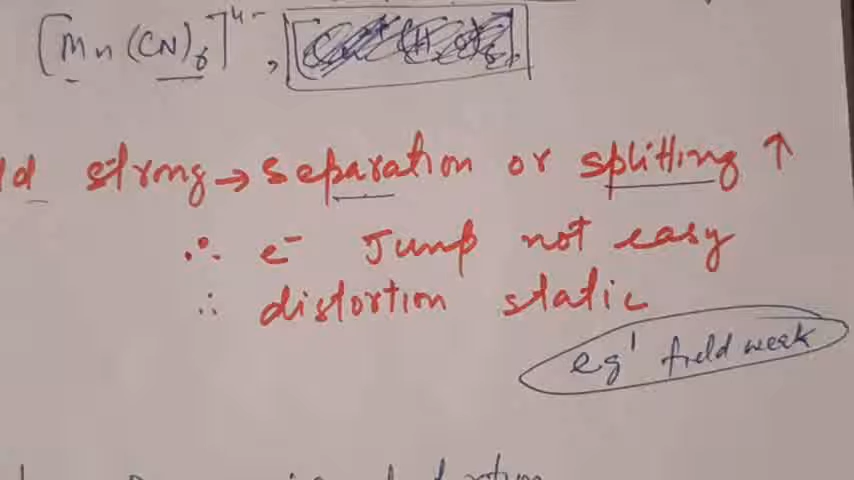 [Mn(CN)6]4-,
ld strong → separation or splitting ↑
∴ e- Jump not easy
∴ distortion static
eg' field weak